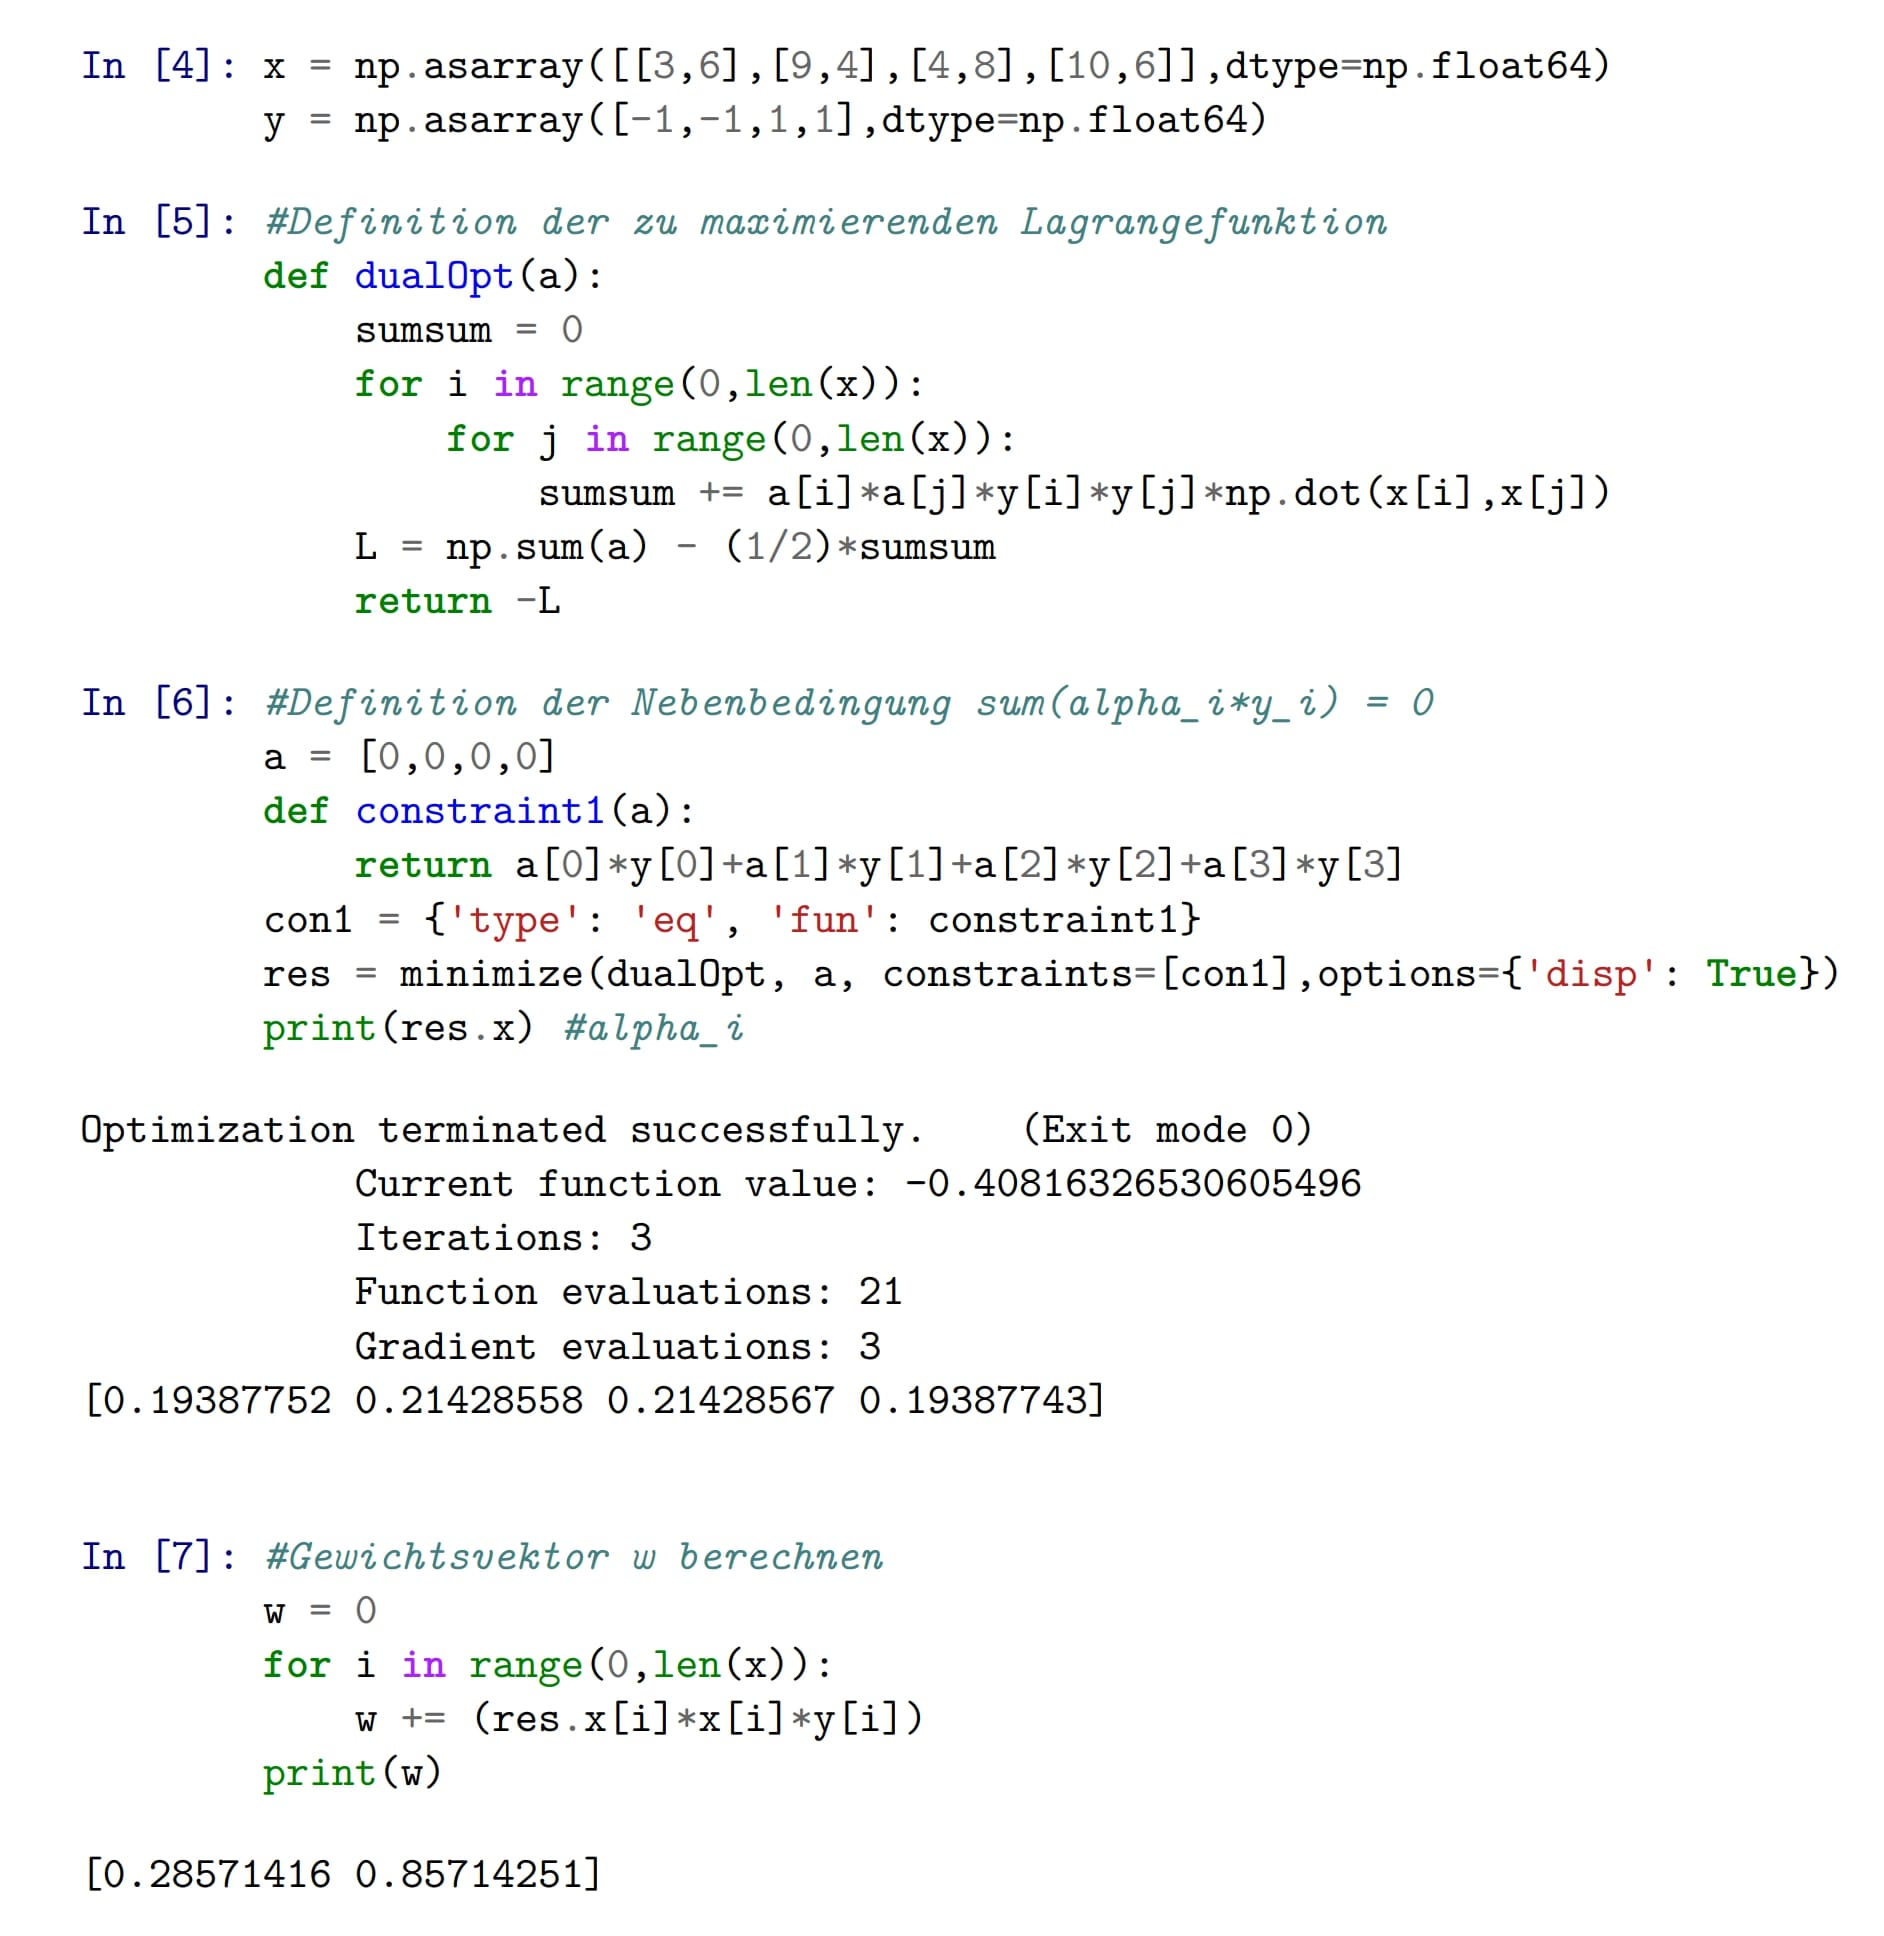 In [4]: x = np.asarray([[3,6],[9,4],[4,8],[10,6]],dtype=np.float64)
        y = np.asarray([-1,-1,1,1],dtype=np.float64)
In [5]: #Definition der zu maximierenden Lagrangefunktion
        def dualOpt(a):
            sumsum = 0
            for i in range(0,len(x)):
                for j in range(0,len(x)):
                    sumsum += a[i]*a[j]*y[i]*y[j]*np.dot(x[i],x[j])
            L = np.sum(a) - (1/2)*sumsum
            return -L
In [6]: #Definition der Nebenbedingung sum(alpha_i*y_i) = 0
        a = [0,0,0,0]
        def constraint1(a):
            return a[0]*y[0]+a[1]*y[1]+a[2]*y[2]+a[3]*y[3]
        con1 = {'type': 'eq', 'fun': constraint1}
        res = minimize(dualOpt, a, constraints=[con1],options={'disp': True})
        print(res.x) #alpha_i
Optimization terminated successfully.    (Exit mode 0)
            Current function value: -0.40816326530605496
            Iterations: 3
            Function evaluations: 21
            Gradient evaluations: 3
[0.19387752 0.21428558 0.21428567 0.19387743]
In [7]: #Gewichtsvektor w berechnen
        w = 0
        for i in range(0,len(x)):
            w += (res.x[i]*x[i]*y[i])
        print(w)
[0.28571416 0.85714251]